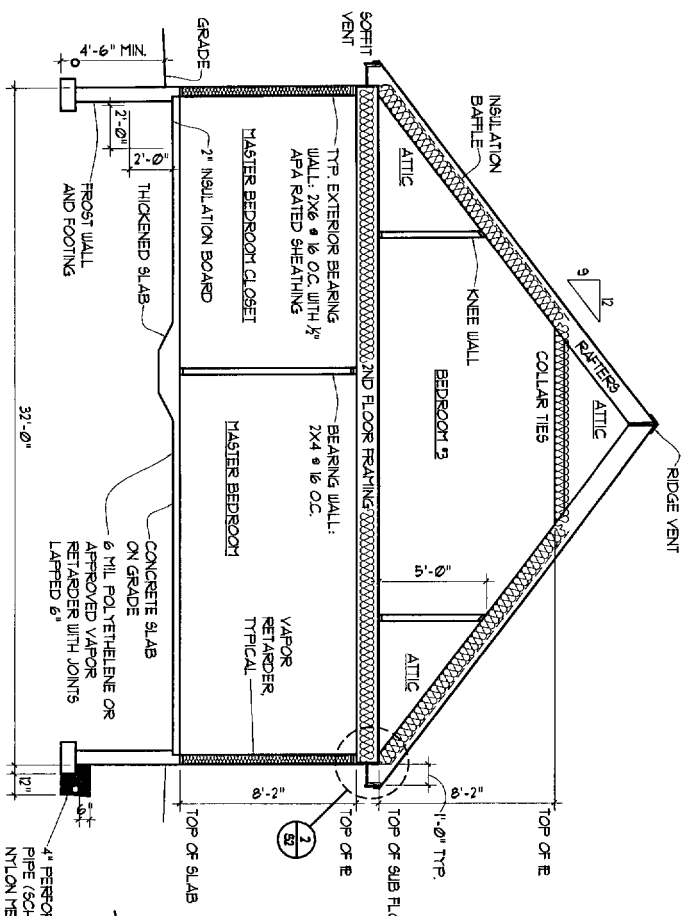 RIDGE VENT
12
9
RAFTERS
ATTIC
COLLAR TIES
INSULATION
BAFFLE
ATTIC
KNEE WALL
BEDROOM #3
5'-0"
ATTIC
SOFFIT
VENT
2ND FLOOR FRAMING
TOP OF PL
8'-2"
1'-0" TYP.
TOP OF SUB FLO
TOP OF PL
8'-2"
TOP OF SLAB
2
TYP. EXTERIOR BEARING
WALL: 2X6 @ 16 O.C. WITH ½"
APA RATED SHEATHING
MASTER BEDROOM CLOSET
BEARING WALL:
2X4 @ 16 O.C.
MASTER BEDROOM
VAPOR
RETARDER,
TYPICAL
GRADE
4'-6" MIN.
2'-0"
2'-0"
2" INSULATION BOARD
THICKENED SLAB
FROST WALL
AND FOOTING
CONCRETE SLAB
ON GRADE
6 MIL POLYETHELENE OR
APPROVED VAPOR
RETARDER WITH JOINTS
LAPPED 6"
32'-0"
12"
6"
4" PERFOR
PIPE (SCH
NYLON ME